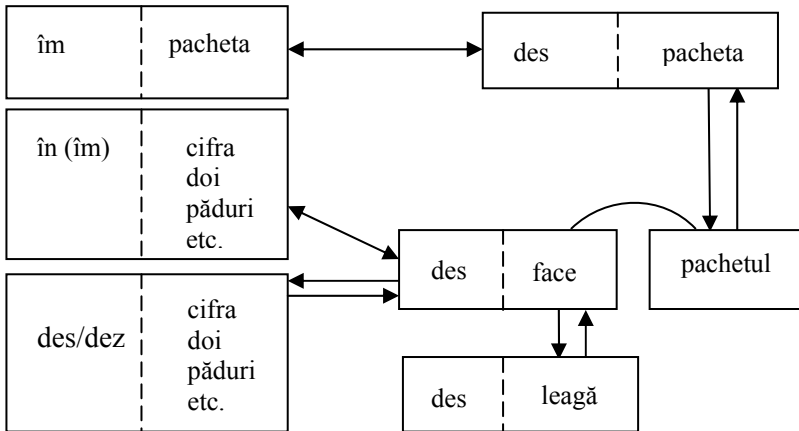 îm pacheta
des pacheta
în (îm) cifra
doi
păduri
etc.
des face
pachetul
des/dez cifra
doi
păduri
etc.
des leagă